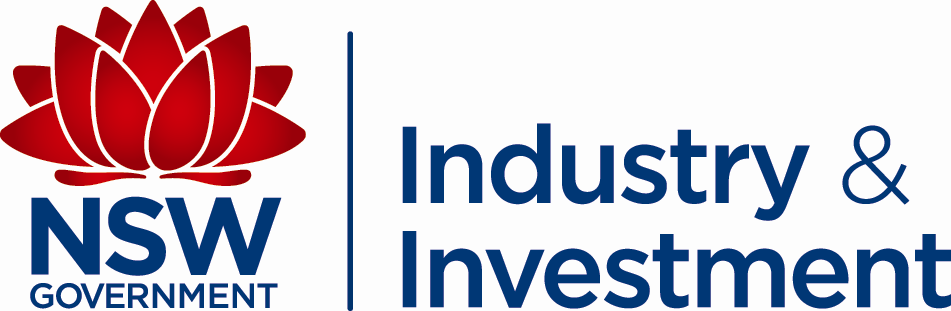 NSW
GOVERNMENT
Industry &
Investment